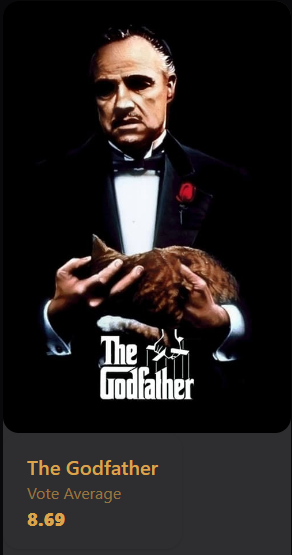 The
Godfather
The Godfather
Vote Average
8.69